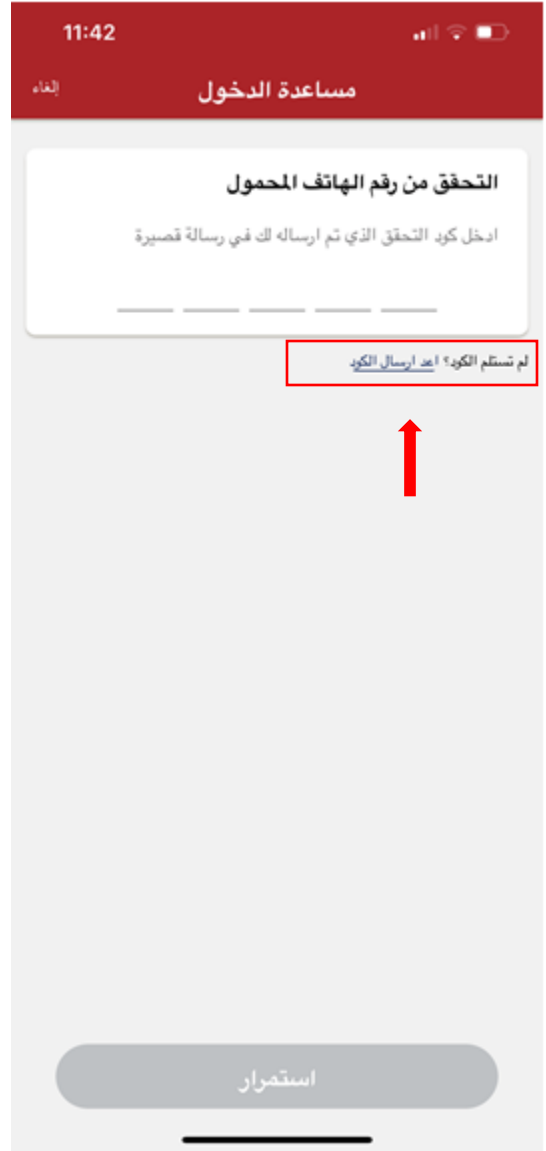 11:42
مساعدة الدخول
إلغاء
التحقق من رقم الهاتف المحمول
ادخل كود التحقق الذي تم ارساله لك في رسالة قصيرة
لم تستلم الكود؟ اعد ارسال الكود
استمرار